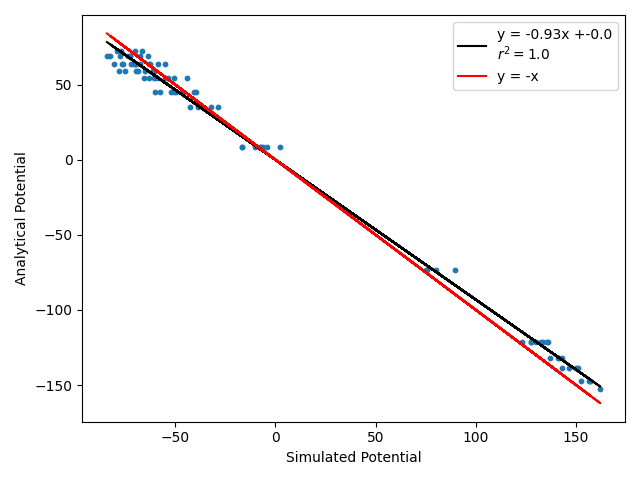 y = -0.93x +-0.0
r² = 1.0
y = -x
Analytical Potential
50
0
−50
−100
−150
−50
0
50
100
150
Simulated Potential